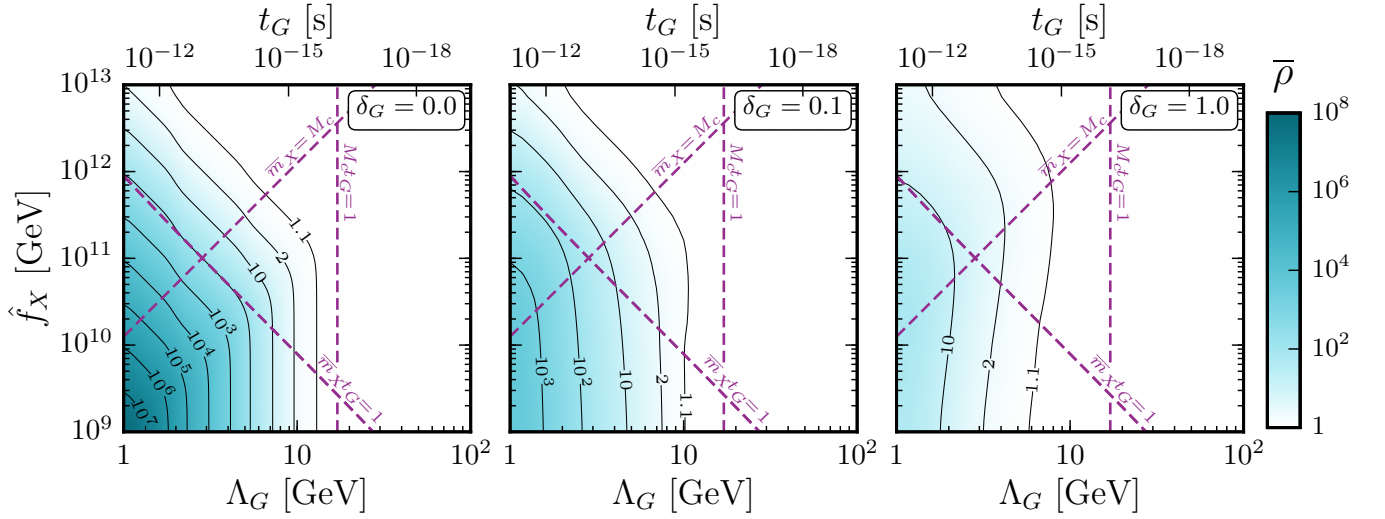 t_G [s] t_G [s] t_G [s]
10^{-12} 10^{-15} 10^{-18} 10^{-12} 10^{-15} 10^{-18} 10^{-12} 10^{-15} 10^{-18}
10^{13} 10^{12} 10^{11} 10^{10} 10^9
f̂_X [GeV]
δ_G = 0.0
m̅_X = M_c
M_c t_G = 1
m̅_X t_G = 1
1.1
2
10
10^3
10^4
10^5
10^6
10^7
δ_G = 0.1
m̅_X = M_c
M_c t_G = 1
m̅_X t_G = 1
10^3
10^2
10
2
1.1
δ_G = 1.0
m̅_X = M_c
M_c t_G = 1
m̅_X t_G = 1
10
2
1.1
ρ̅
10^8
10^6
10^4
10^2
1
1 10 10^2 1 10 10^2 1 10 10^2
Λ_G [GeV] Λ_G [GeV] Λ_G [GeV]